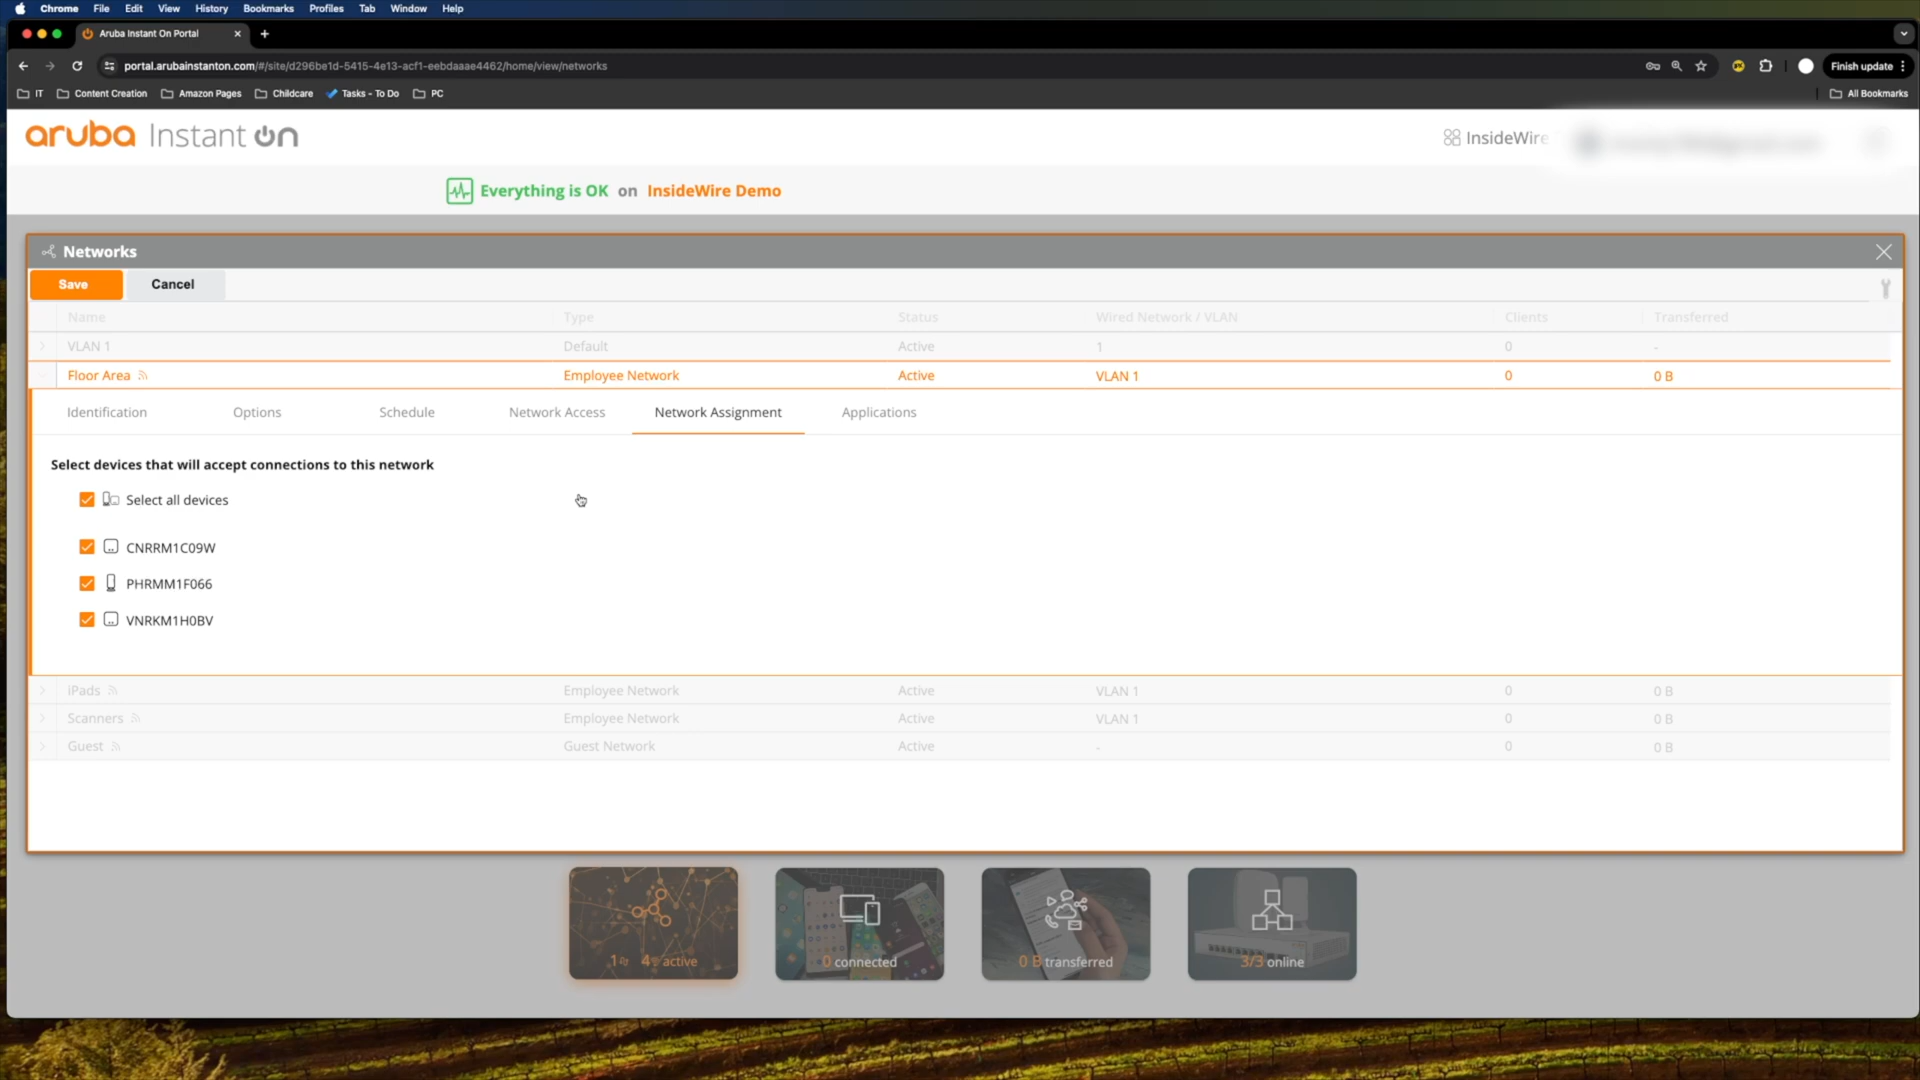 Chrome File Edit View History Bookmarks Profiles Tab Window Help
Aruba Instant On Portal
portal.arubainstanton.com/#/site/d296be1d-5415-4e13-acf1-eebdaaae4462/home/view/networks
Finish update
IT Content Creation Amazon Pages Childcare Tasks - To Do PC All Bookmarks
aruba Instant On
InsideWire
Everything is OK on InsideWire Demo
Networks
Save Cancel
Name Type Status Wired Network / VLAN Clients Transferred
VLAN 1 Default Active 1 0 -
Floor Area Employee Network Active VLAN 1 0 0 B
Identification Options Schedule Network Access Network Assignment Applications
Select devices that will accept connections to this network
Select all devices
CNRRM1C09W
PHRMM1F066
VNRKM1H0BV
iPads Employee Network Active VLAN 1 0 0 B
Scanners Employee Network Active VLAN 1 0 0 B
Guest Guest Network Active - 0 0 B
1 4 active
0 connected
0 B transferred
3/3 online